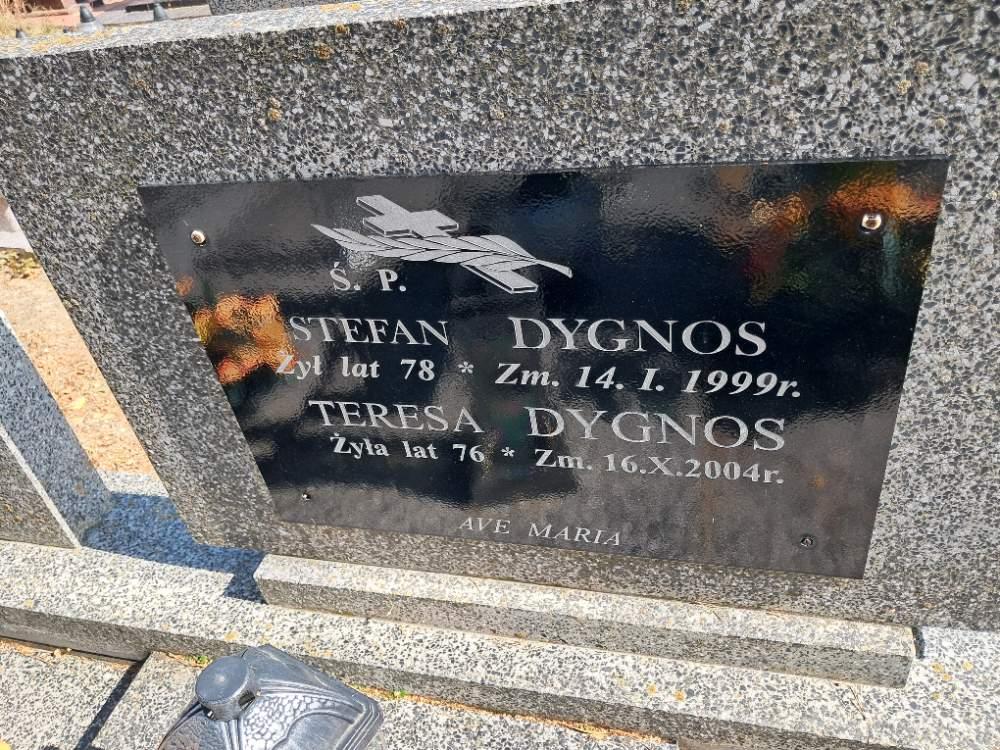 Ś. P.
STEFAN DYGNOS
Żył lat 78 * Zm. 14. I. 1999r.
TERESA DYGNOS
Żyła lat 76 * Zm. 16.X.2004r.
AVE MARIA